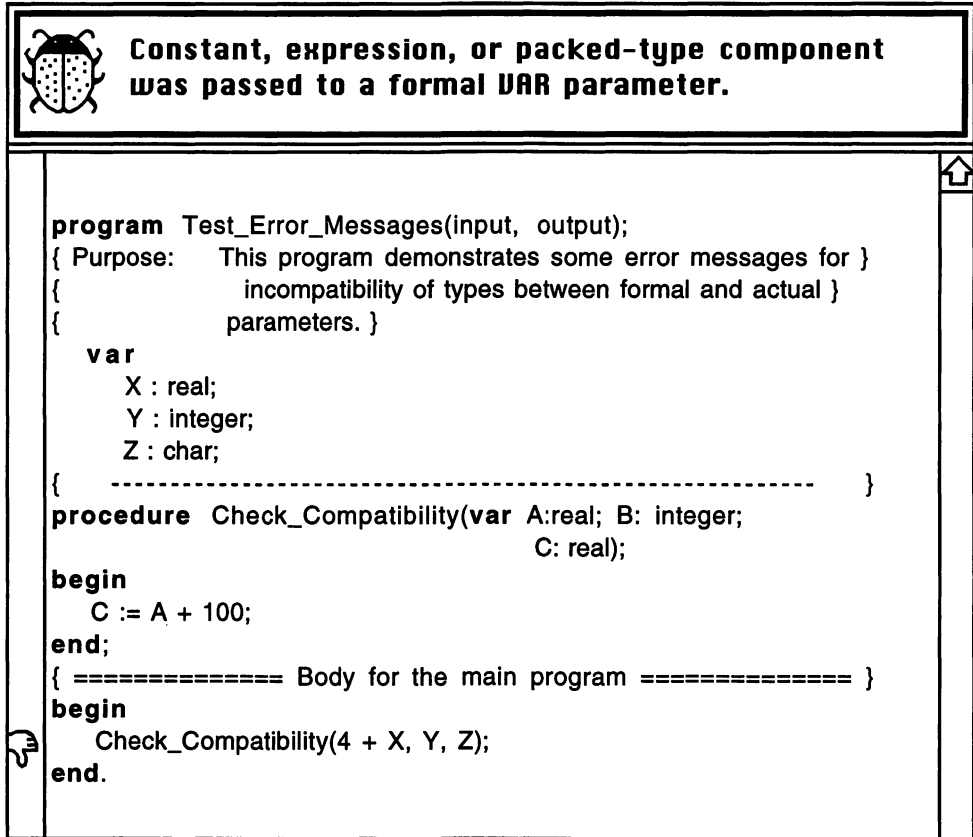 Constant, expression, or packed-type component
was passed to a formal VAR parameter.
program Test_Error_Messages(input, output);
{ Purpose: This program demonstrates some error messages for }
{ incompatibility of types between formal and actual }
{ parameters. }
var
X : real;
Y : integer;
Z : char;
{ ----------------------------------------------------------- }
procedure Check_Compatibility(var A:real; B: integer;
C: real);
begin
C := A + 100;
end;
{ ============== Body for the main program ============== }
begin
Check_Compatibility(4 + X, Y, Z);
end.